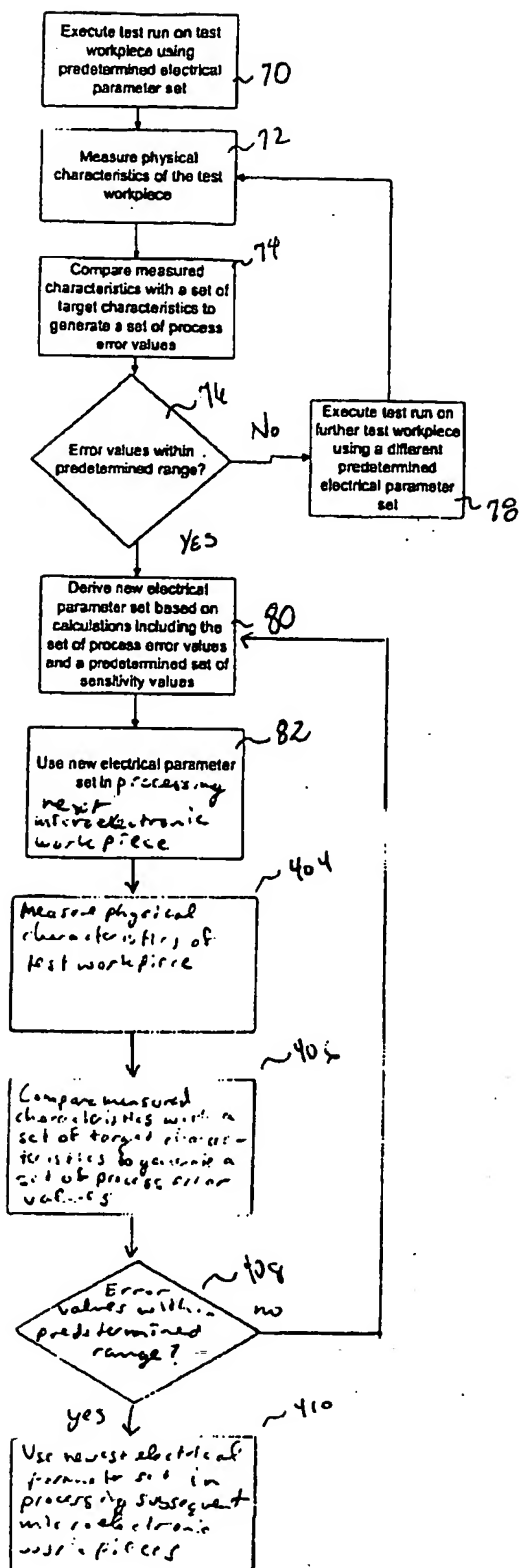 Execute test run on test
workpiece using
predetermined electrical
parameter set
70
72
Measure physical
characteristics of the test
workpiece
74
Compare measured
characteristics with a set of
target characteristics to
generate a set of process
error values
76
Error values within
predetermined range?
No
Execute test run on
further test workpiece
using a different
predetermined
electrical parameter
set
78
YES
Derive new electrical
parameter set based on
calculations including the
set of process error values
and a predetermined set of
sensitivity values
80
82
Use new electrical parameter
set in processing
next
microelectronic
workpiece
404
Measure physical
characteristics of
test workpiece
406
Compare measured
characteristics with a
set of target charac-
teristics to generate a
set of process error
values
408
Error
values within
predetermined
range?
no
yes
410
Use newest electrical
parameter set in
processing subsequent
microelectronic
workpieces